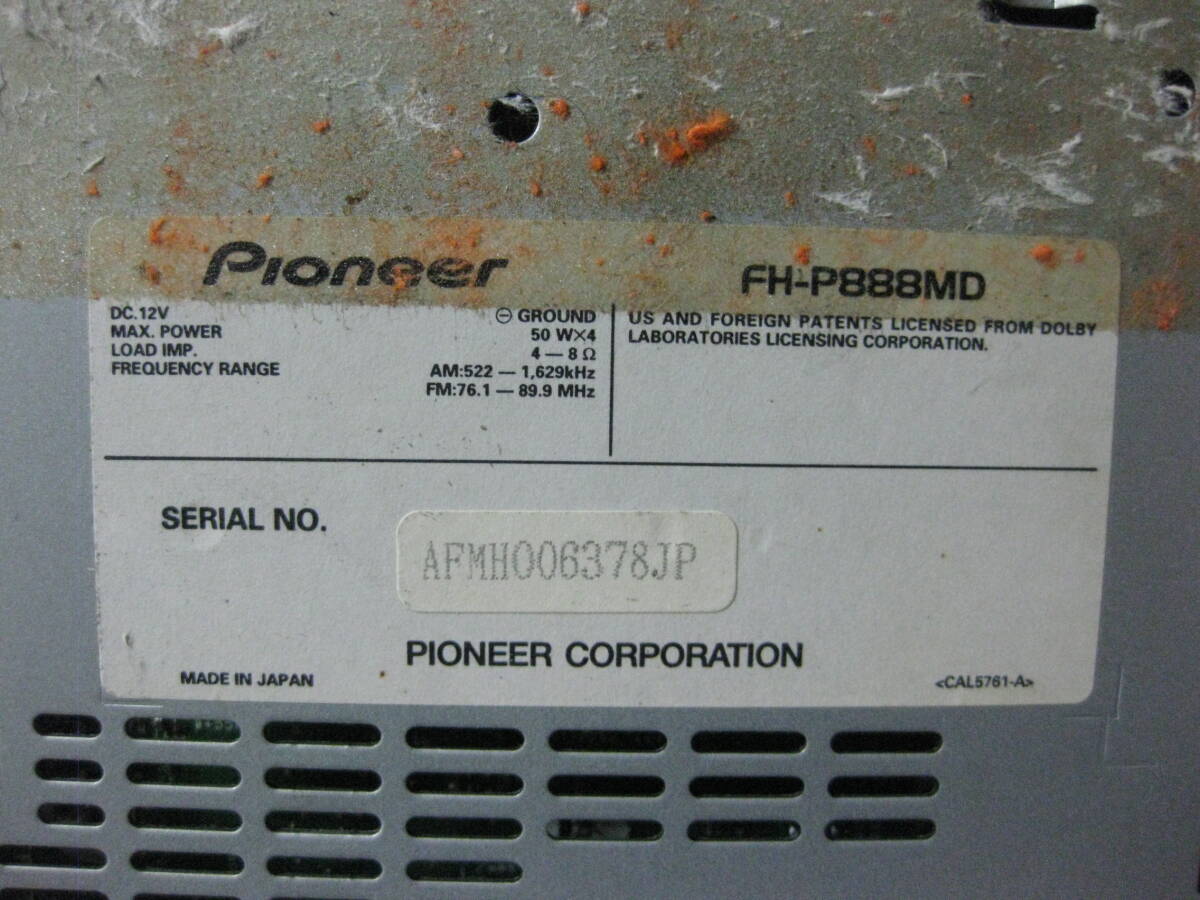 Pioneer
FH-P888MD
DC.12V ⊖ GROUND
MAX. POWER 50 W×4
LOAD IMP. 4 — 8 Ω
FREQUENCY RANGE AM:522 — 1,629kHz
FM:76.1 — 89.9 MHz
US AND FOREIGN PATENTS LICENSED FROM DOLBY
LABORATORIES LICENSING CORPORATION.
SERIAL NO.
AFMH006378JP
PIONEER CORPORATION
MADE IN JAPAN
<CAL5761-A>